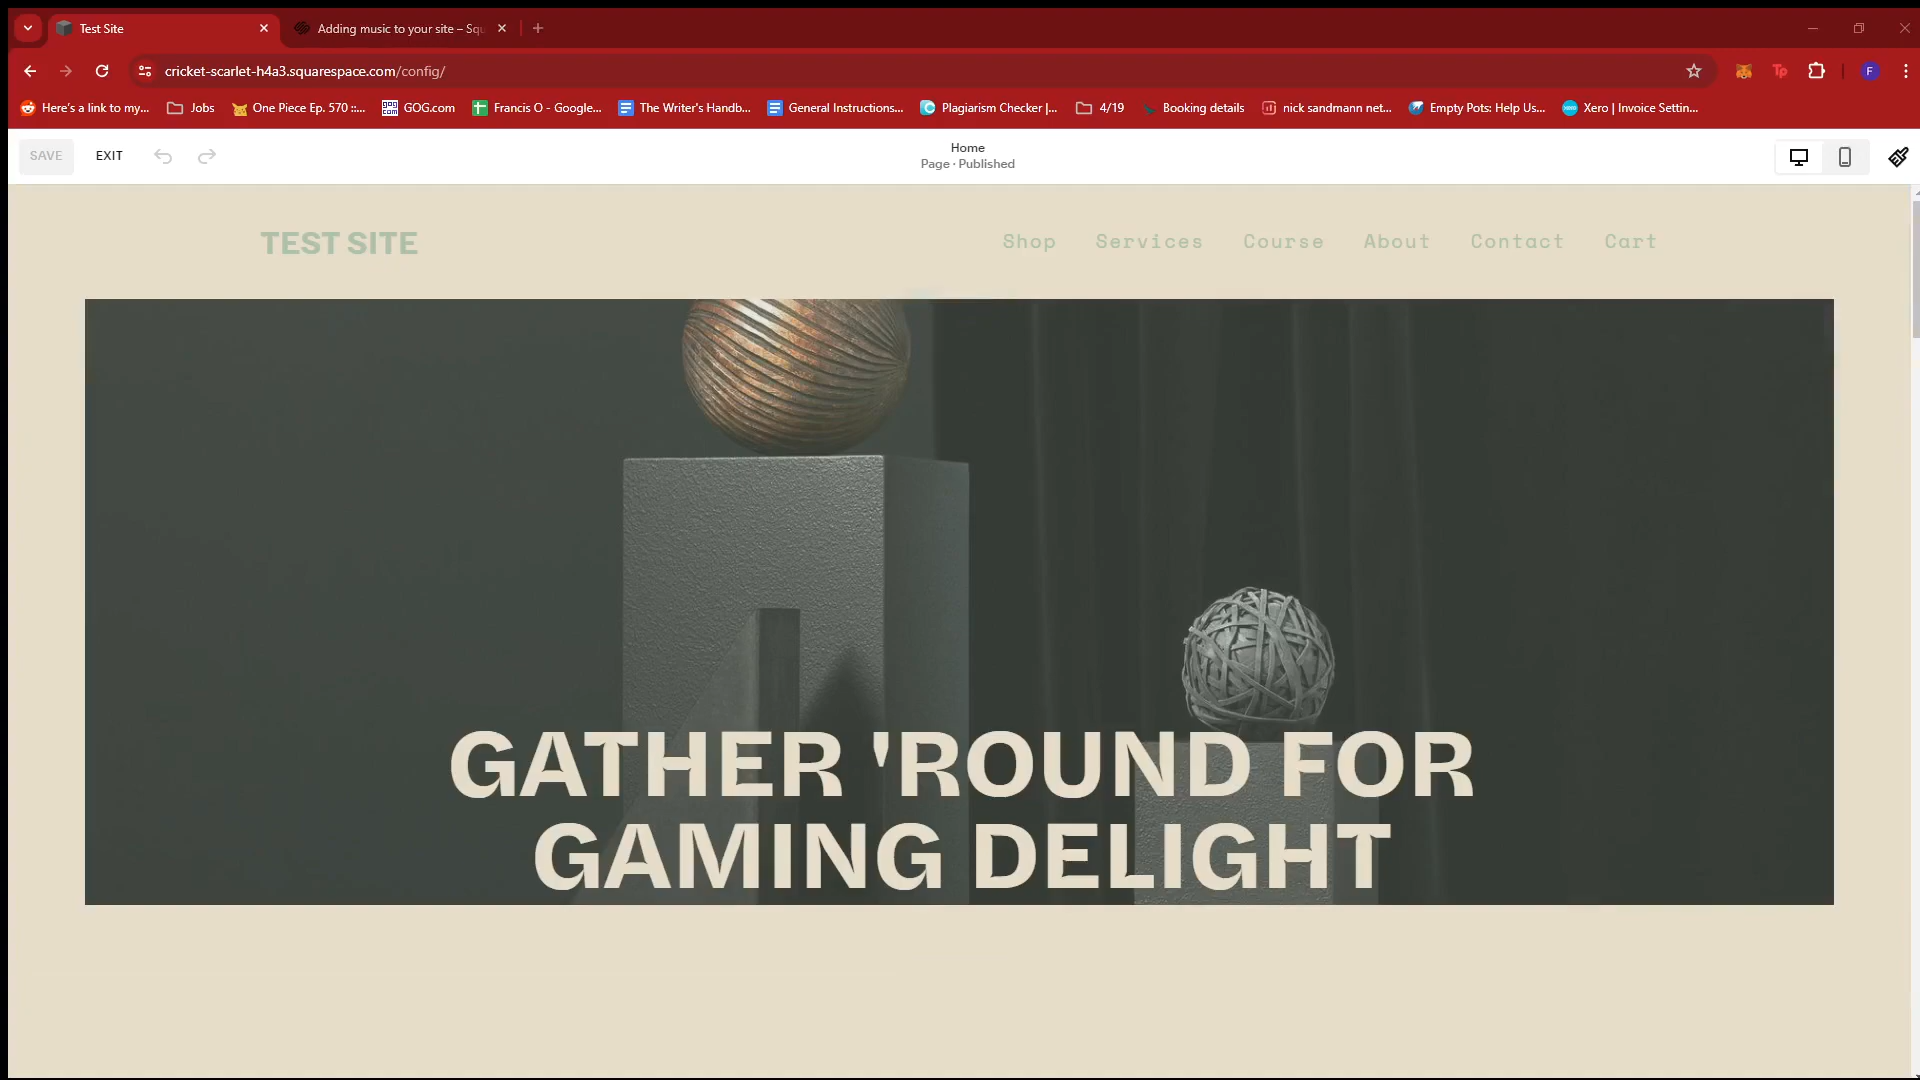 Test Site
Adding music to your site – Squ
cricket-scarlet-h4a3.squarespace.com/config/
Here's a link to my...
Jobs
One Piece Ep. 570 ::...
GOG.com
Francis O - Google...
The Writer's Handb...
General Instructions...
Plagiarism Checker |...
4/19
Booking details
nick sandmann net...
Empty Pots: Help Us...
Xero | Invoice Settin...
SAVE
EXIT
Home
Page · Published
TEST SITE
Shop
Services
Course
About
Contact
Cart
GATHER 'ROUND FOR
GAMING DELIGHT